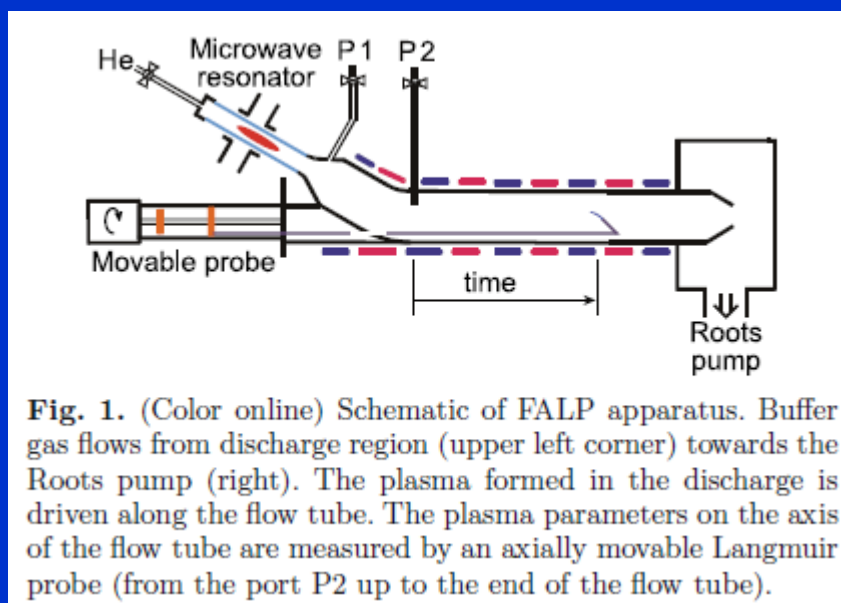 He
Microwave
resonator
P1
P2
Movable probe
time
Roots
pump
Fig. 1. (Color online) Schematic of FALP apparatus. Buffer
gas flows from discharge region (upper left corner) towards the
Roots pump (right). The plasma formed in the discharge is
driven along the flow tube. The plasma parameters on the axis
of the flow tube are measured by an axially movable Langmuir
probe (from the port P2 up to the end of the flow tube).